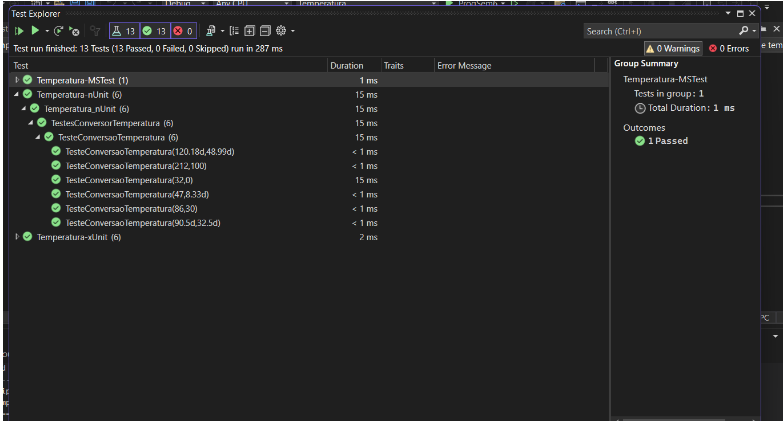 Debug
Any CPU
Temperatura
ProgSem6
Test Explorer
13 13 0
Search (Ctrl+I)
Test run finished: 13 Tests (13 Passed, 0 Failed, 0 Skipped) run in 287 ms
0 Warnings 0 Errors
Test Duration Traits Error Message
Group Summary
Temperatura-MSTest (1) 1 ms
Temperatura-nUnit (6) 15 ms
Temperatura_nUnit (6) 15 ms
TestesConversorTemperatura (6) 15 ms
TesteConversaoTemperatura (6) 15 ms
TesteConversaoTemperatura(120.18d,48.99d) < 1 ms
TesteConversaoTemperatura(212,100) < 1 ms
TesteConversaoTemperatura(32,0) 15 ms
TesteConversaoTemperatura(47,8.33d) < 1 ms
TesteConversaoTemperatura(86,30) < 1 ms
TesteConversaoTemperatura(90.5d,32.5d) < 1 ms
Temperatura-xUnit (6) 2 ms
Temperatura-MSTest
Tests in group: 1
Total Duration: 1 ms
Outcomes
1 Passed